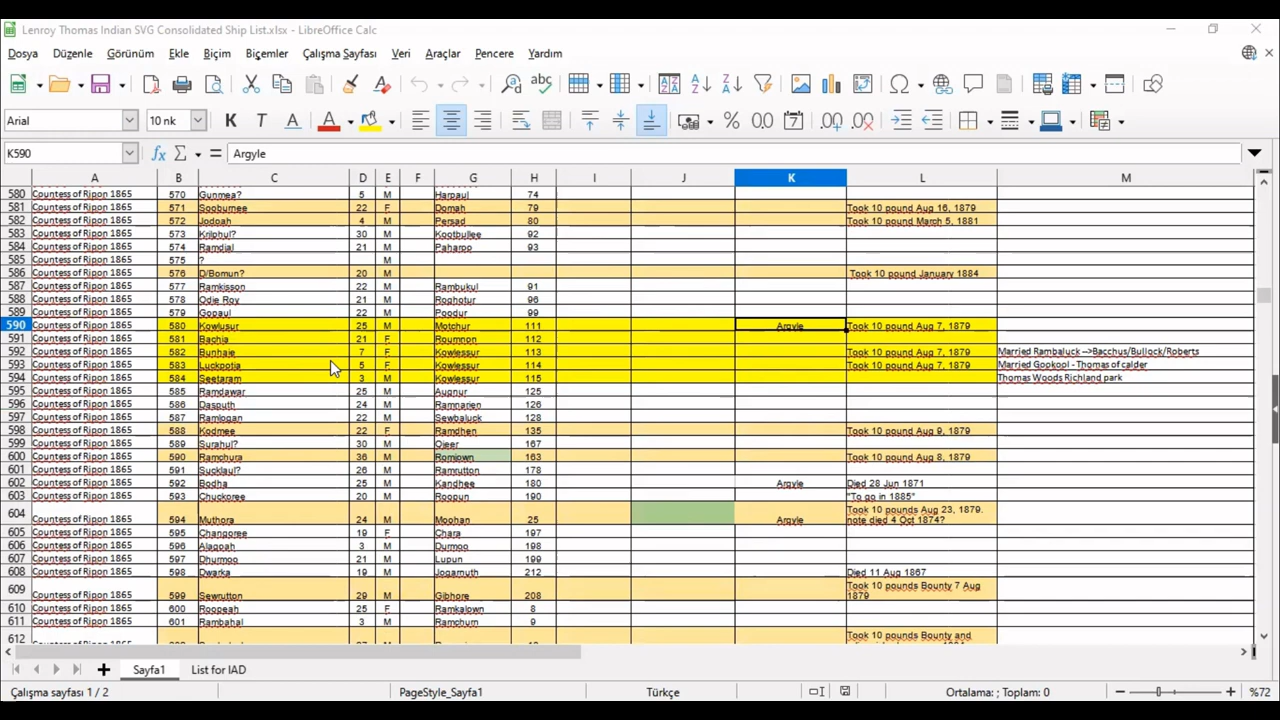 Lenroy Thomas Indian SVG Consolidated Ship List.xlsx - LibreOffice Calc
Dosya Düzenle Görünüm Ekle Biçim Biçemler Çalışma Sayfası Veri Araçlar Pencere Yardım
Arial 10 nk
K590 Argyle
A B C D E F G H I J K L M
580 Countess of Ripon 1865 570 Gunmea? 5 M Harpaul 74
581 Countess of Ripon 1865 571 Sooburnee 22 F Domah 79 Took 10 pound Aug 16, 1879
582 Countess of Ripon 1865 572 Jodoah 4 M Persad 80 Took 10 pound March 5, 1881
583 Countess of Ripon 1865 573 Krilphul? 30 M Kootbullee 92
584 Countess of Ripon 1865 574 Ramdial 21 M Paharoo 93
585 Countess of Ripon 1865 575 ? M
586 Countess of Ripon 1865 576 D/Bomun? 20 M Took 10 pound January 1884
587 Countess of Ripon 1865 577 Ramkisson 22 M Rambukul 91
588 Countess of Ripon 1865 578 Odie Roy 21 M Roghotur 96
589 Countess of Ripon 1865 579 Gopaul 22 M Poodur 99
590 Countess of Ripon 1865 580 Kowlusur 25 M Motchur 111 Argyle Took 10 pound Aug 7, 1879
591 Countess of Ripon 1865 581 Bachia 21 F Roumnon 112
592 Countess of Ripon 1865 582 Bunhaie 7 F Kowlessur 113 Took 10 pound Aug 7, 1879 Married Rambaluck -->Bacchus/Bullock/Roberts
593 Countess of Ripon 1865 583 Luckpotia 5 F Kowlessur 114 Took 10 pound Aug 7, 1879 Married Gopkopl - Thomas of calder
594 Countess of Ripon 1865 584 Seetaram 3 M Kowlessur 115 Thomas Woods Richland park
595 Countess of Ripon 1865 585 Ramdawar 25 M Augnur 125
596 Countess of Ripon 1865 586 Dasputh 24 M Ramnarien 126
597 Countess of Ripon 1865 587 Ramlogan 22 M Sewbaluck 128
598 Countess of Ripon 1865 588 Kodmee 22 F Ramdhen 135 Took 10 pound Aug 9, 1879
599 Countess of Ripon 1865 589 Surahul? 30 M Ojeer 167
600 Countess of Ripon 1865 590 Ramchura 36 M Romjown 163 Took 10 pound Aug 8, 1879
601 Countess of Ripon 1865 591 Sucklaul? 26 M Ramrutton 178
602 Countess of Ripon 1865 592 Bodha 25 M Kandhee 180 Argyle Died 28 Jun 1871
603 Countess of Ripon 1865 593 Chuckoree 20 M Roopun 190 "To go in 1885"
604 Countess of Ripon 1865 594 Muthora 24 M Moohan 25 Argyle Took 10 pounds Aug 23, 1879.
note died 4 Oct 1874?
605 Countess of Ripon 1865 595 Changoree 19 F Chara 197
606 Countess of Ripon 1865 596 Alagoah 3 M Durmoo 198
607 Countess of Ripon 1865 597 Dhurmoo 21 M Lupun 199
608 Countess of Ripon 1865 598 Dwarka 19 M Jogamuth 212 Died 11 Aug 1867
609 Countess of Ripon 1865 599 Sewrutton 29 M Gibhore 208 Took 10 pounds Bounty 7 Aug
1879
610 Countess of Ripon 1865 600 Roopeah 25 F Ramkalown 8
611 Countess of Ripon 1865 601 Rambahal 3 M Ramchurn 9
612 Took 10 pounds Bounty and
Sayfa1 List for IAD
Çalışma sayfası 1 / 2 PageStyle_Sayfa1 Türkçe Ortalama: ; Toplam: 0 %72